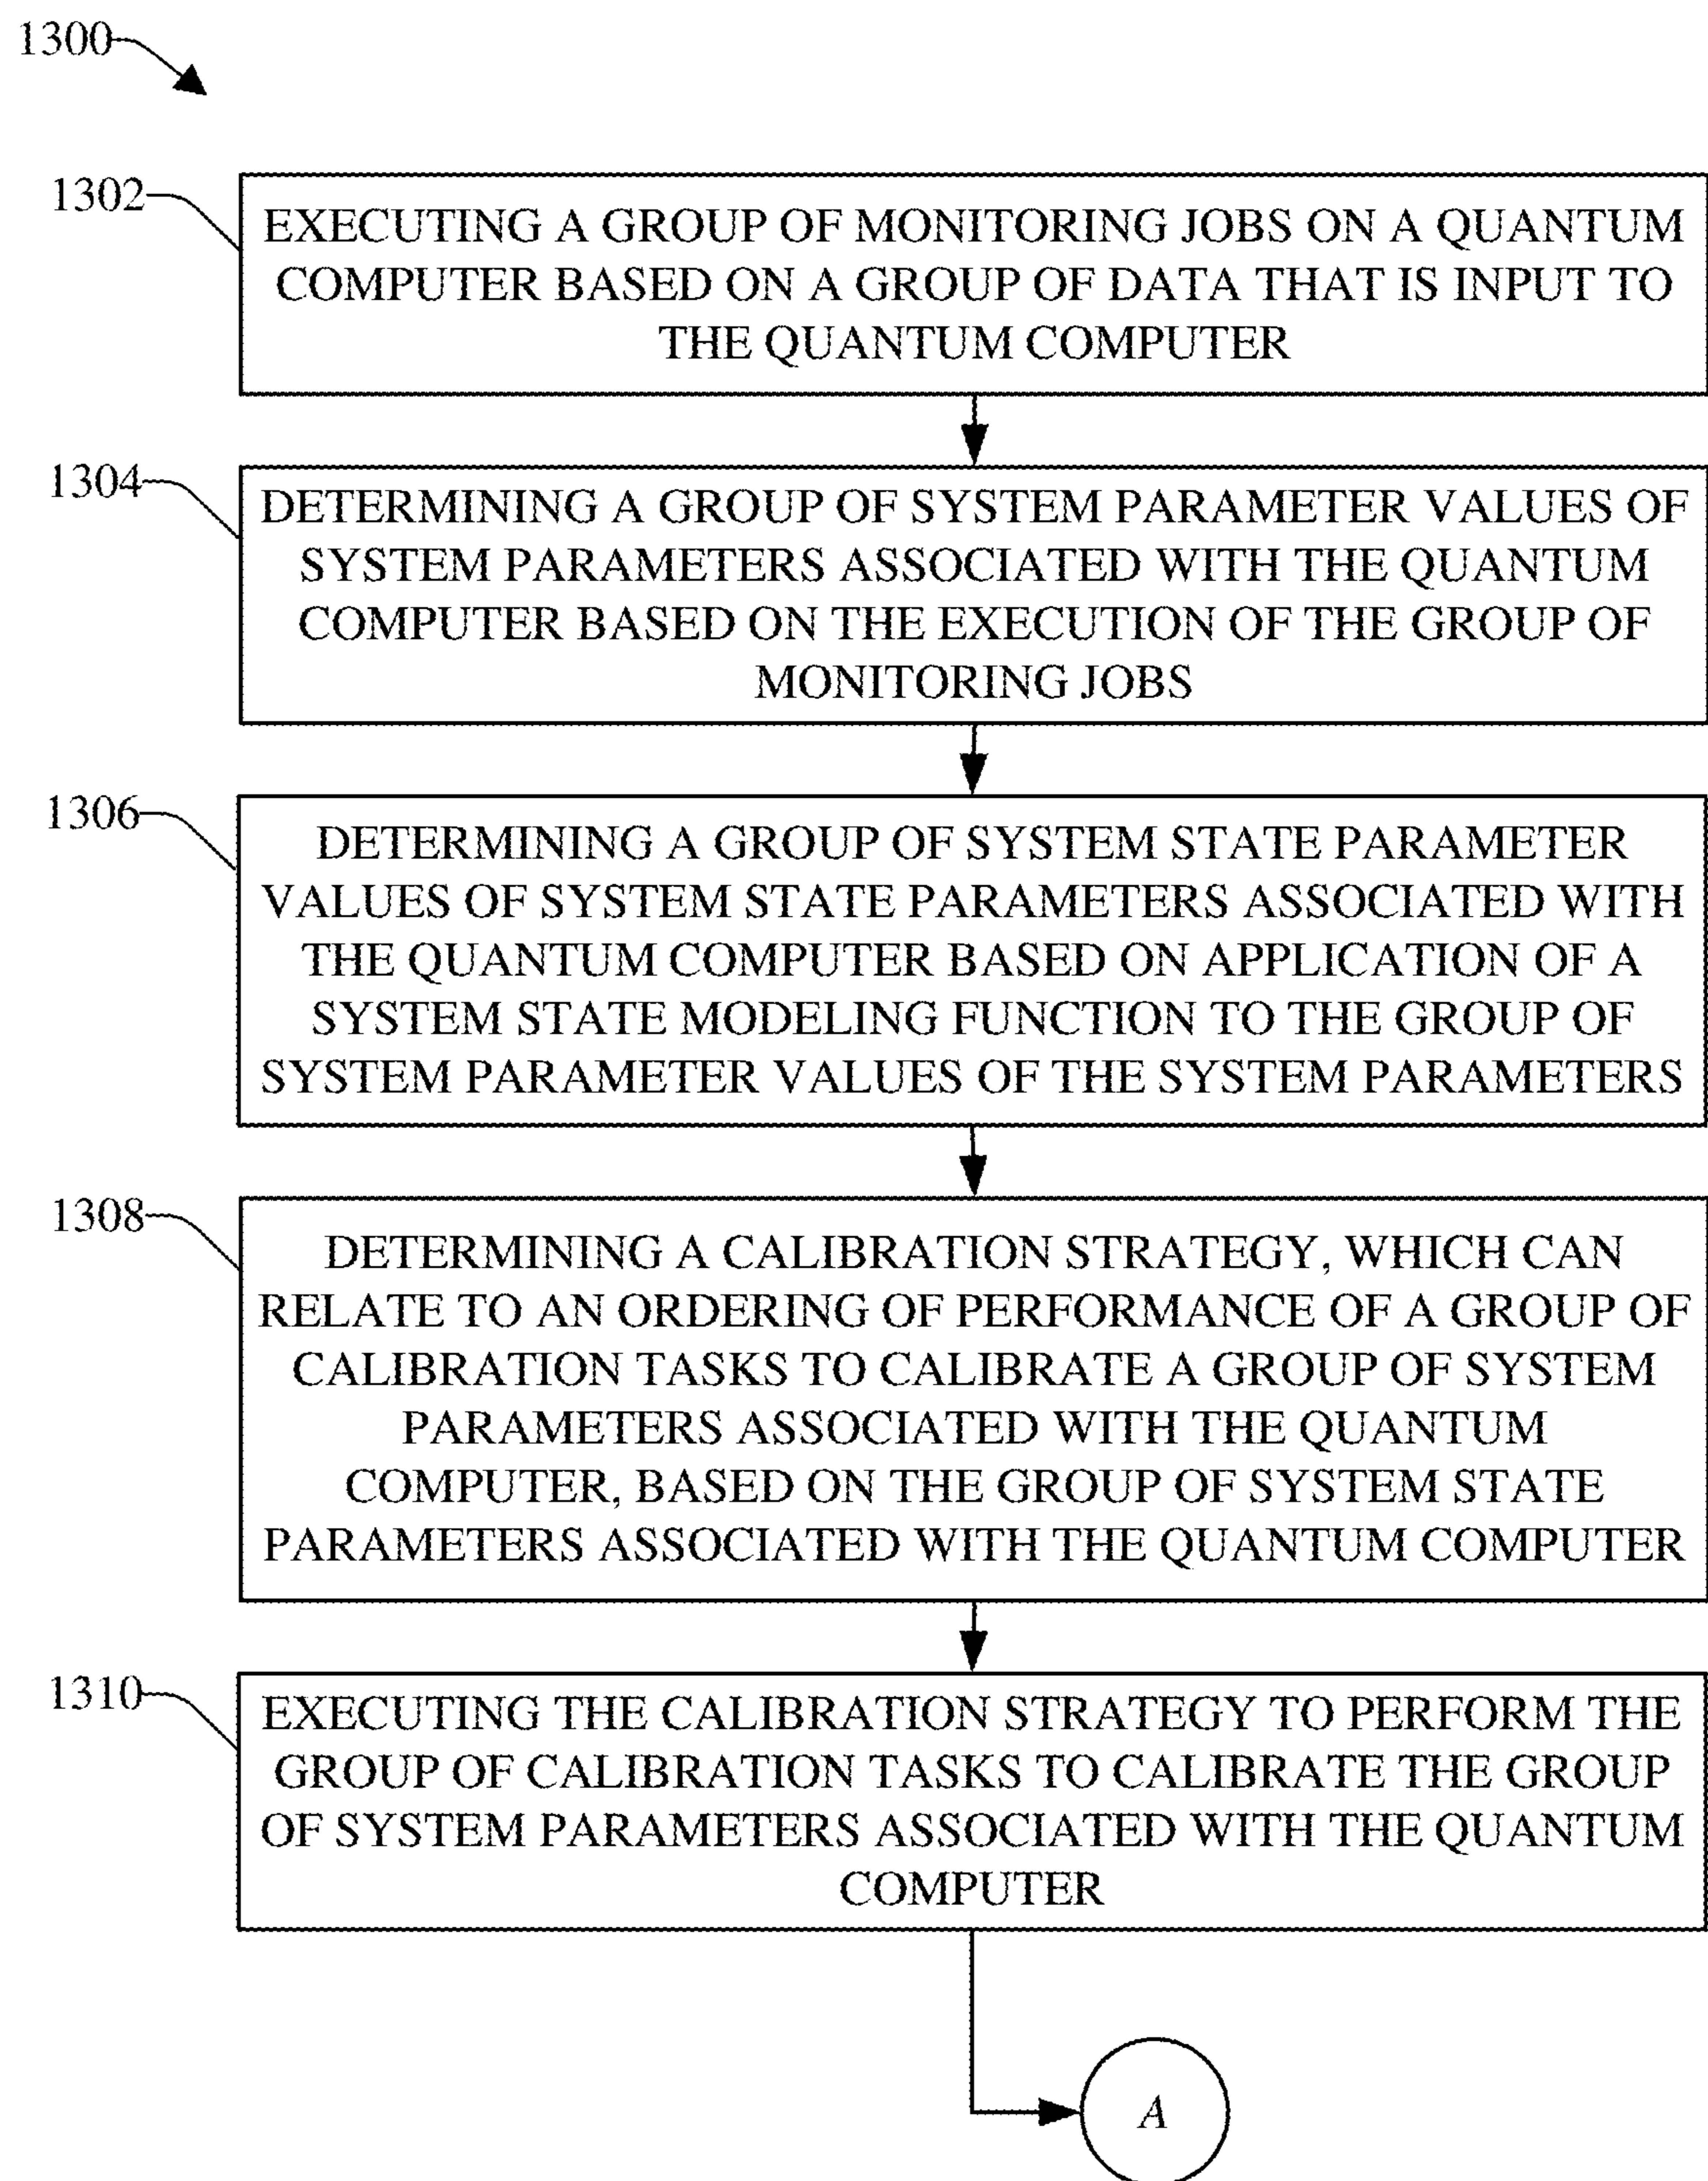 1300
1302
EXECUTING A GROUP OF MONITORING JOBS ON A QUANTUM
COMPUTER BASED ON A GROUP OF DATA THAT IS INPUT TO
THE QUANTUM COMPUTER
1304
DETERMINING A GROUP OF SYSTEM PARAMETER VALUES OF
SYSTEM PARAMETERS ASSOCIATED WITH THE QUANTUM
COMPUTER BASED ON THE EXECUTION OF THE GROUP OF
MONITORING JOBS
1306
DETERMINING A GROUP OF SYSTEM STATE PARAMETER
VALUES OF SYSTEM STATE PARAMETERS ASSOCIATED WITH
THE QUANTUM COMPUTER BASED ON APPLICATION OF A
SYSTEM STATE MODELING FUNCTION TO THE GROUP OF
SYSTEM PARAMETER VALUES OF THE SYSTEM PARAMETERS
1308
DETERMINING A CALIBRATION STRATEGY, WHICH CAN
RELATE TO AN ORDERING OF PERFORMANCE OF A GROUP OF
CALIBRATION TASKS TO CALIBRATE A GROUP OF SYSTEM
PARAMETERS ASSOCIATED WITH THE QUANTUM
COMPUTER, BASED ON THE GROUP OF SYSTEM STATE
PARAMETERS ASSOCIATED WITH THE QUANTUM COMPUTER
1310
EXECUTING THE CALIBRATION STRATEGY TO PERFORM THE
GROUP OF CALIBRATION TASKS TO CALIBRATE THE GROUP
OF SYSTEM PARAMETERS ASSOCIATED WITH THE QUANTUM
COMPUTER
A